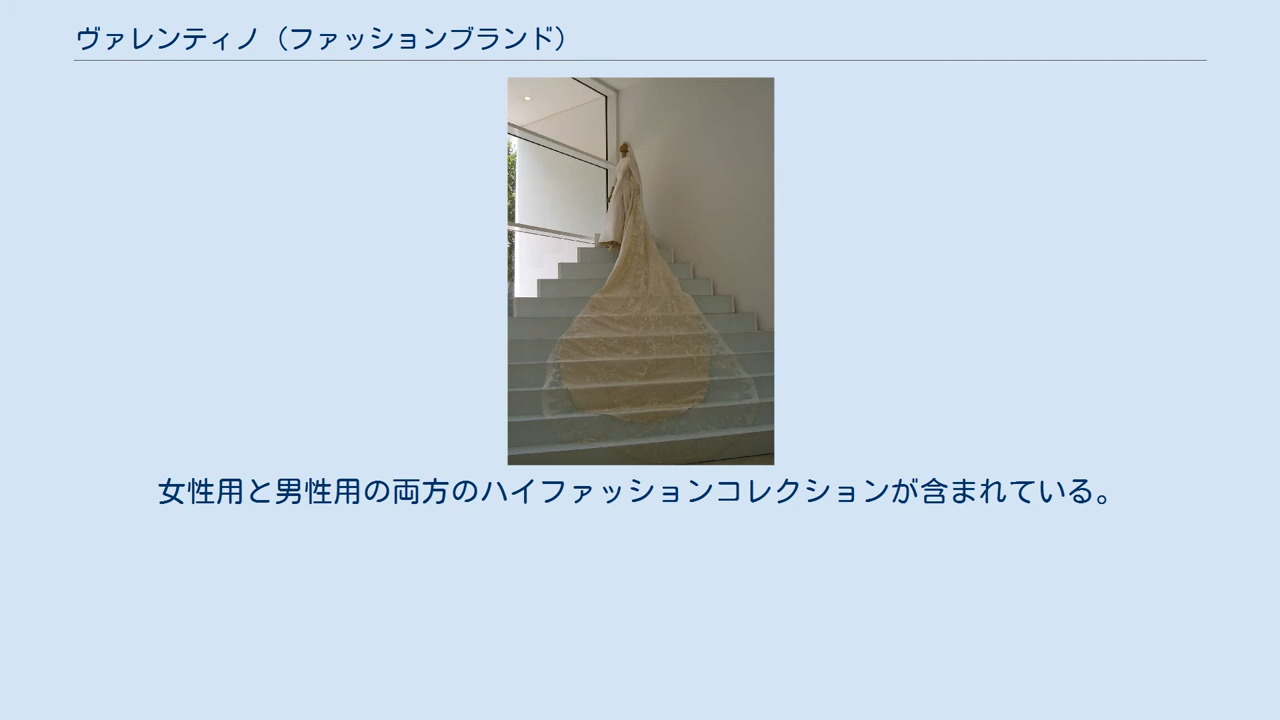 ヴァレンティノ（ファッションブランド）
女性用と男性用の両方のハイファッションコレクションが含まれている。